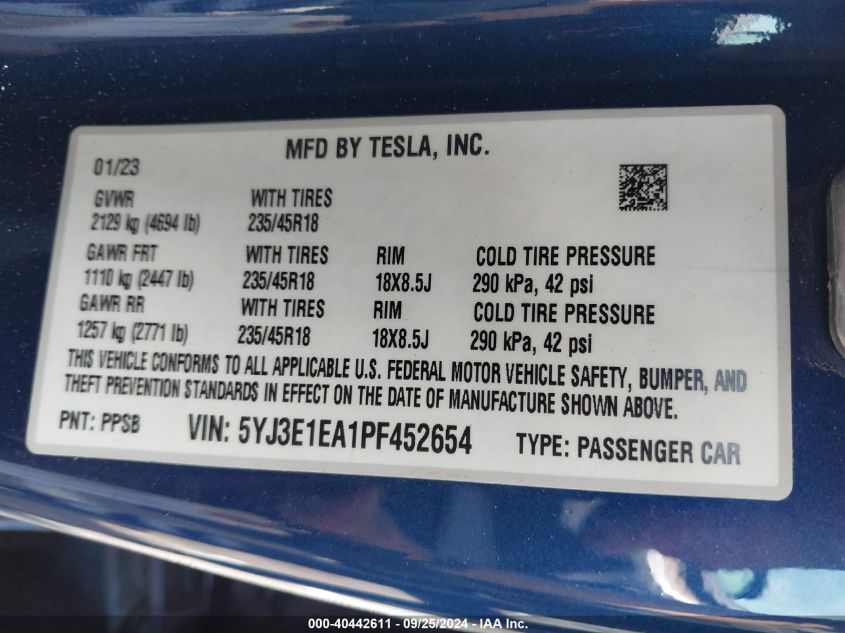 MFD BY TESLA, INC.
01/23
GVWR WITH TIRES
2129 kg (4694 lb) 235/45R18
GAWR FRT WITH TIRES RIM COLD TIRE PRESSURE
1110 kg (2447 lb) 235/45R18 18X8.5J 290 kPa, 42 psi
GAWR RR WITH TIRES RIM COLD TIRE PRESSURE
1257 kg (2771 lb) 235/45R18 18X8.5J 290 kPa, 42 psi
THIS VEHICLE CONFORMS TO ALL APPLICABLE U.S. FEDERAL MOTOR VEHICLE SAFETY, BUMPER, AND
THEFT PREVENTION STANDARDS IN EFFECT ON THE DATE OF MANUFACTURE SHOWN ABOVE.
PNT: PPSB VIN: 5YJ3E1EA1PF452654 TYPE: PASSENGER CAR
000-40442611 - 09/25/2024 - IAA Inc.